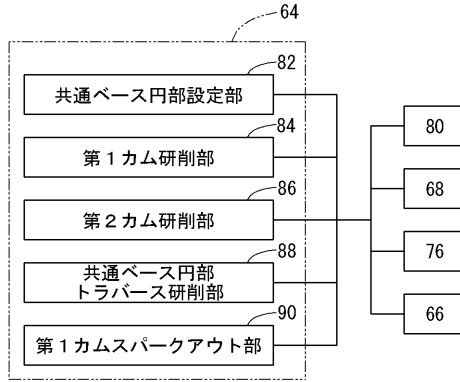 64
82
共通ベース円部設定部
84
第1カム研削部
86
第2カム研削部
88
共通ベース円部
トラバース研削部
90
第1カムスパークアウト部
80
68
76
66